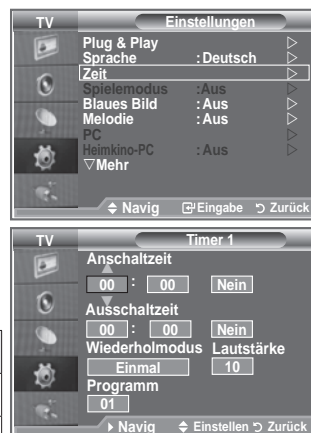 TV Einstellungen
Plug & Play
Sprache : Deutsch
Zeit
Spielemodus : Aus
Blaues Bild : Aus
Melodie : Aus
PC
Heimkino-PC : Aus
Mehr
Navig Eingabe Zurück
TV Timer 1
Anschaltzeit
00 : 00 Nein
Ausschaltzeit
00 : 00 Nein
Wiederholmodus Lautstärke
Einmal 10
Programm
01
Navig Einstellen Zurück